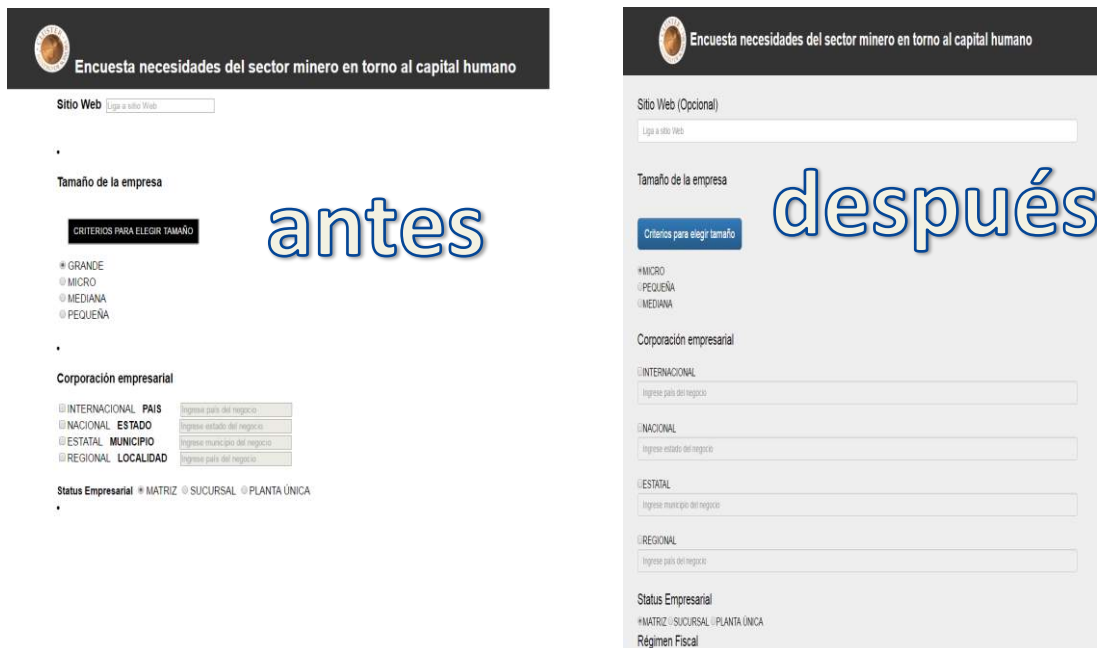 Encuesta necesidades del sector minero en torno al capital humano
Sitio Web Liga a sitio Web
Tamaño de la empresa
CRITERIOS PARA ELEGIR TAMAÑO
antes
GRANDE
MICRO
MEDIANA
PEQUEÑA
Corporación empresarial
INTERNACIONAL PAIS Ingrese país del negocio
NACIONAL ESTADO Ingrese estado del negocio
ESTATAL MUNICIPIO Ingrese municipio del negocio
REGIONAL LOCALIDAD Ingrese país del negocio
Status Empresarial MATRIZ SUCURSAL PLANTA ÚNICA
Encuesta necesidades del sector minero en torno al capital humano
Sitio Web (Opcional)
Liga a sitio Web
Tamaño de la empresa
después
Criterios para elegir tamaño
MICRO
PEQUEÑA
MEDIANA
Corporación empresarial
INTERNACIONAL
Ingrese país del negocio
NACIONAL
Ingrese estado del negocio
ESTATAL
Ingrese municipio del negocio
REGIONAL
Ingrese país del negocio
Status Empresarial
MATRIZ SUCURSAL PLANTA ÚNICA
Régimen Fiscal